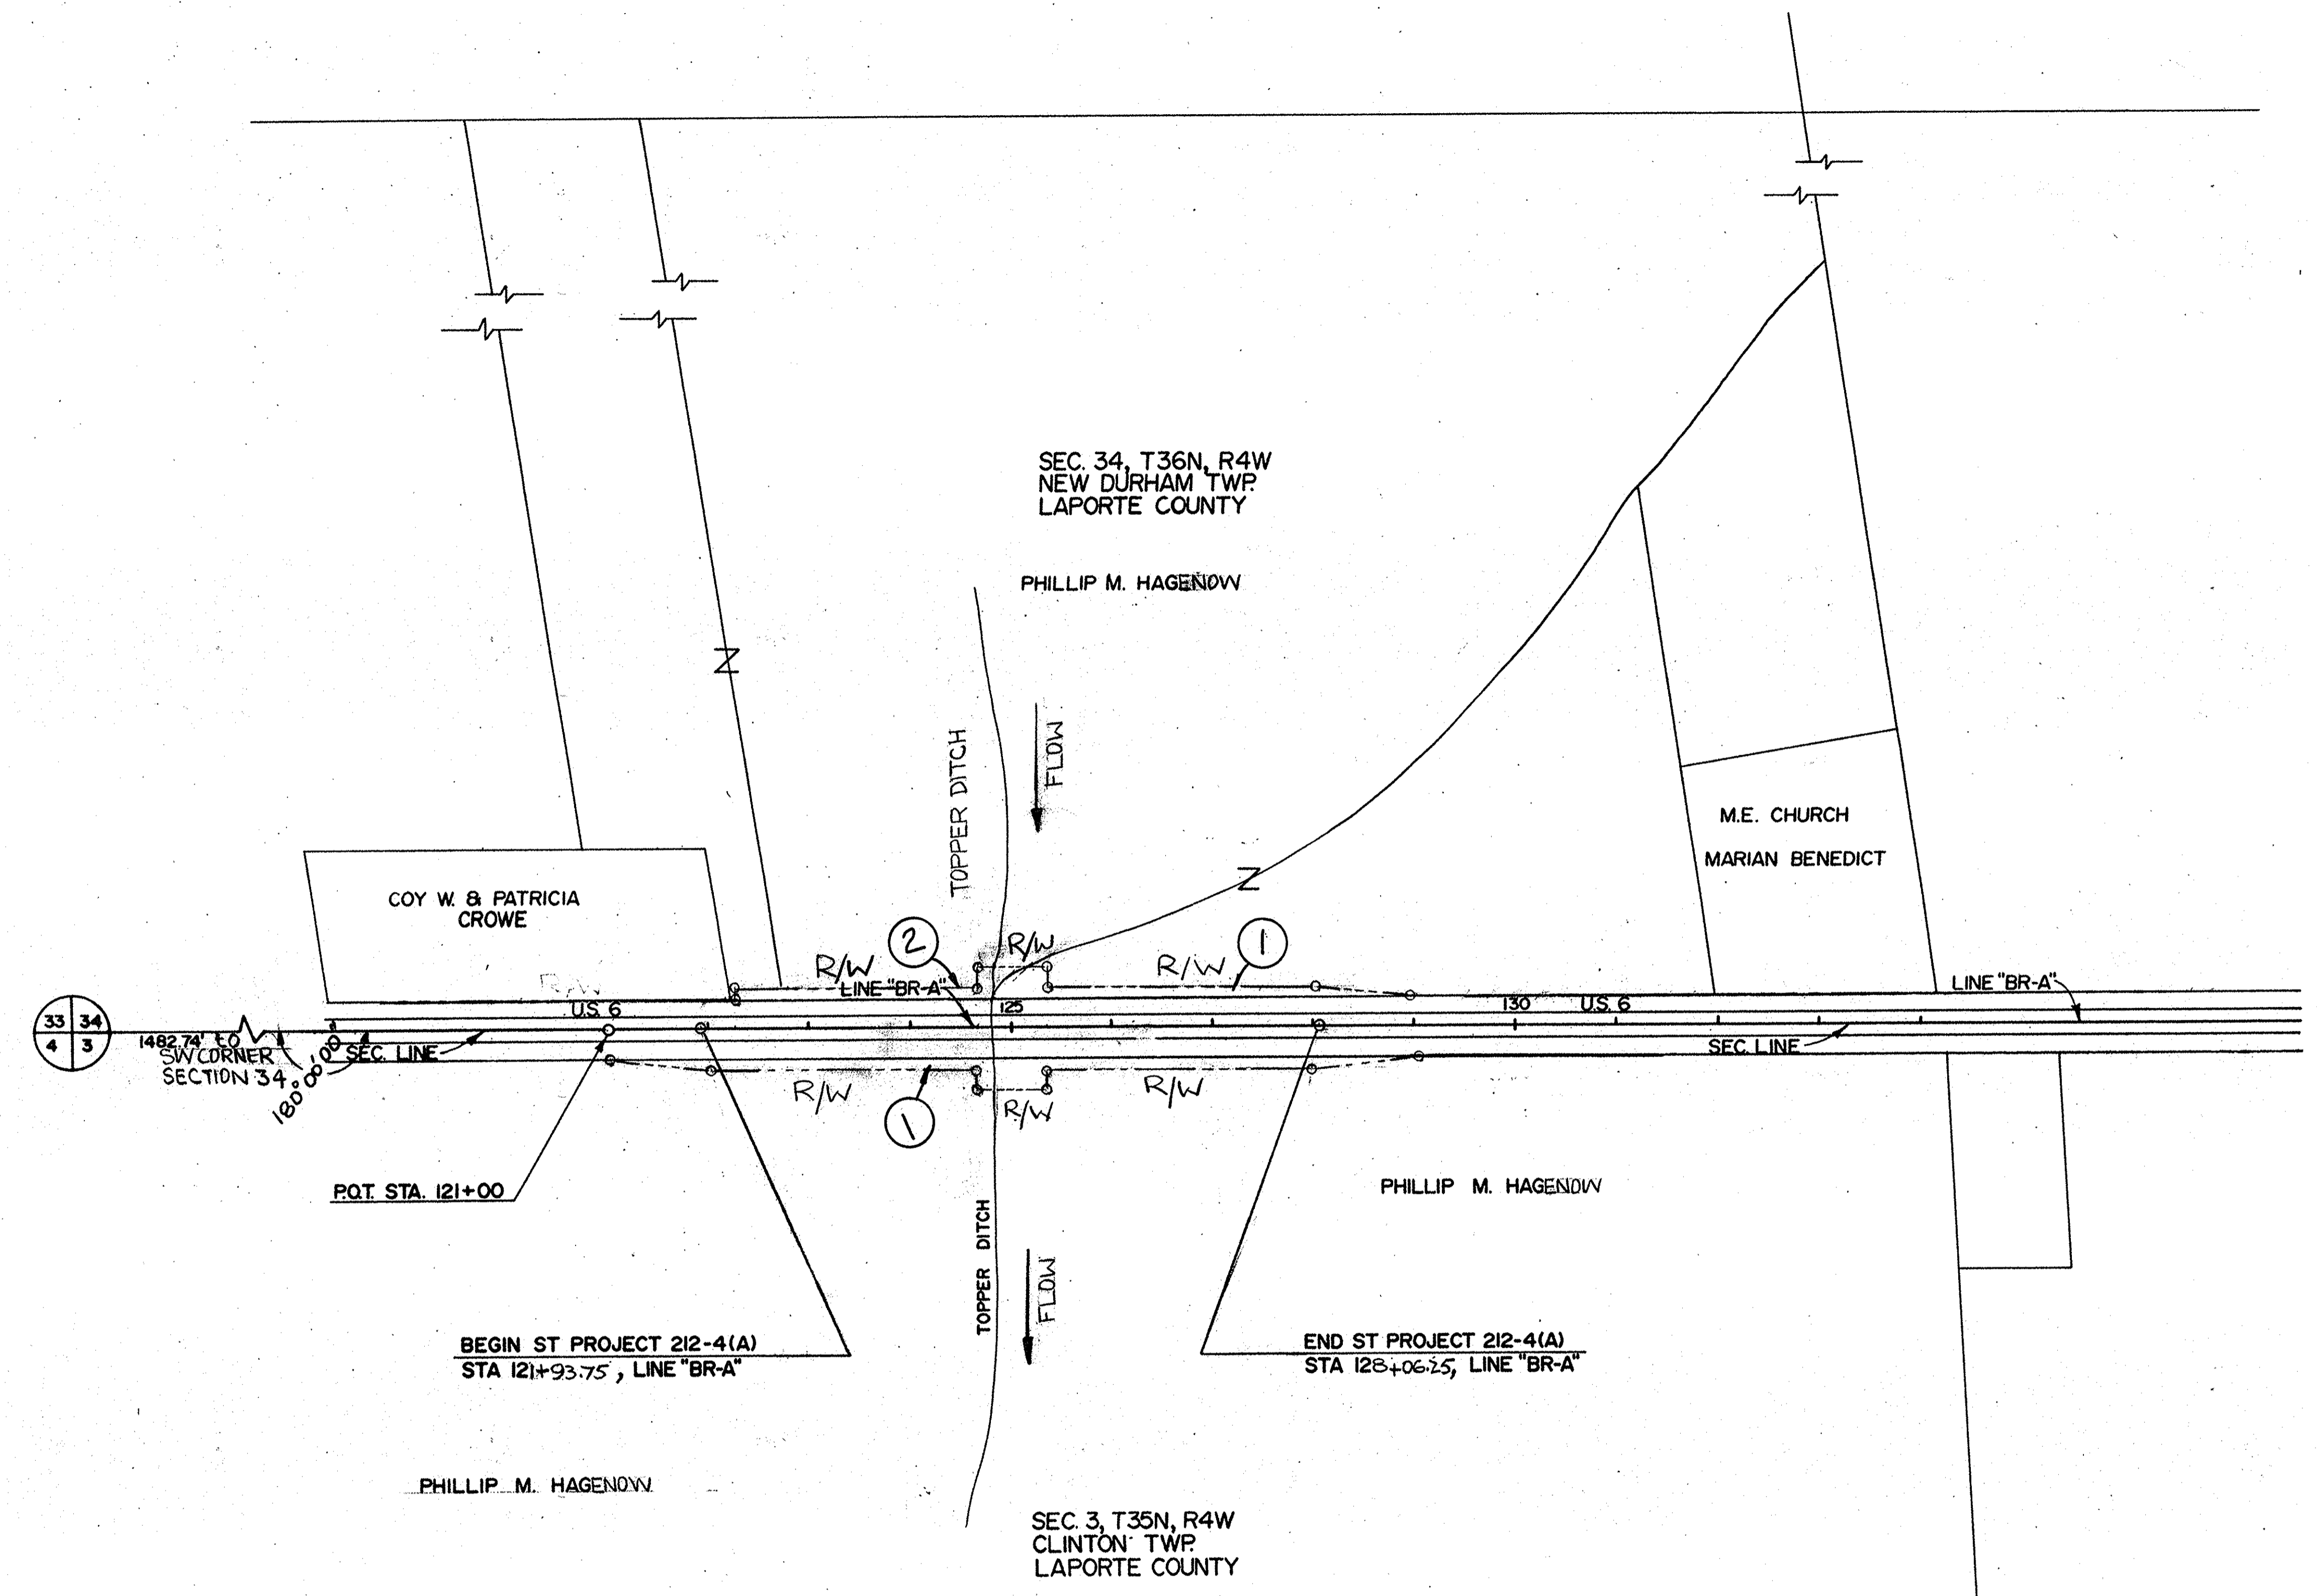 SEC. 34, T36N, R4W
NEW DURHAM TWP.
LAPORTE COUNTY
PHILLIP M. HAGENOW
Z
TOPPER DITCH
FLOW
M.E. CHURCH
MARIAN BENEDICT
COY W. & PATRICIA
CROWE
Z
2
R/W
1
R/W
R/W
R/W
LINE "BR-A"
LINE "BR-A"
U.S. 6
125
130
U.S. 6
33 34
4 3
1482.74' to
SW CORNER
SECTION 34
180°00'00"
SEC. LINE
SEC. LINE
R/W
R/W
R/W
1
P.O.T. STA. 121+00
PHILLIP M. HAGENOW
TOPPER DITCH
FLOW
BEGIN ST PROJECT 212-4(A)
STA 121+93.75, LINE "BR-A"
END ST PROJECT 212-4(A)
STA 128+06.25, LINE "BR-A"
PHILLIP M. HAGENOW
SEC. 3, T35N, R4W
CLINTON TWP.
LAPORTE COUNTY